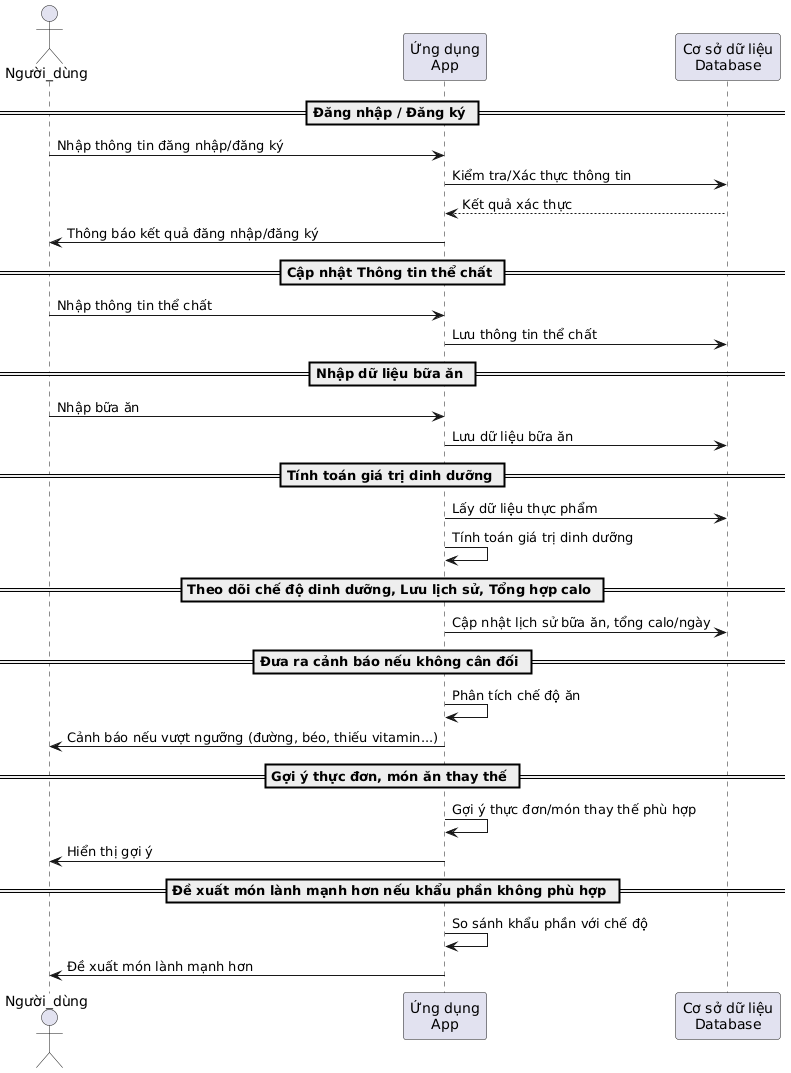 Người_dùng
Ứng dụng
App
Cơ sở dữ liệu
Database
Đăng nhập / Đăng ký
Nhập thông tin đăng nhập/đăng ký
Kiểm tra/Xác thực thông tin
Kết quả xác thực
Thông báo kết quả đăng nhập/đăng ký
Cập nhật Thông tin thể chất
Nhập thông tin thể chất
Lưu thông tin thể chất
Nhập dữ liệu bữa ăn
Nhập bữa ăn
Lưu dữ liệu bữa ăn
Tính toán giá trị dinh dưỡng
Lấy dữ liệu thực phẩm
Tính toán giá trị dinh dưỡng
Theo dõi chế độ dinh dưỡng, Lưu lịch sử, Tổng hợp calo
Cập nhật lịch sử bữa ăn, tổng calo/ngày
Đưa ra cảnh báo nếu không cân đối
Phân tích chế độ ăn
Cảnh báo nếu vượt ngưỡng (đường, béo, thiếu vitamin...)
Gợi ý thực đơn, món ăn thay thế
Gợi ý thực đơn/món thay thế phù hợp
Hiển thị gợi ý
Đề xuất món lành mạnh hơn nếu khẩu phần không phù hợp
So sánh khẩu phần với chế độ
Đề xuất món lành mạnh hơn
Người_dùng
Ứng dụng
App
Cơ sở dữ liệu
Database